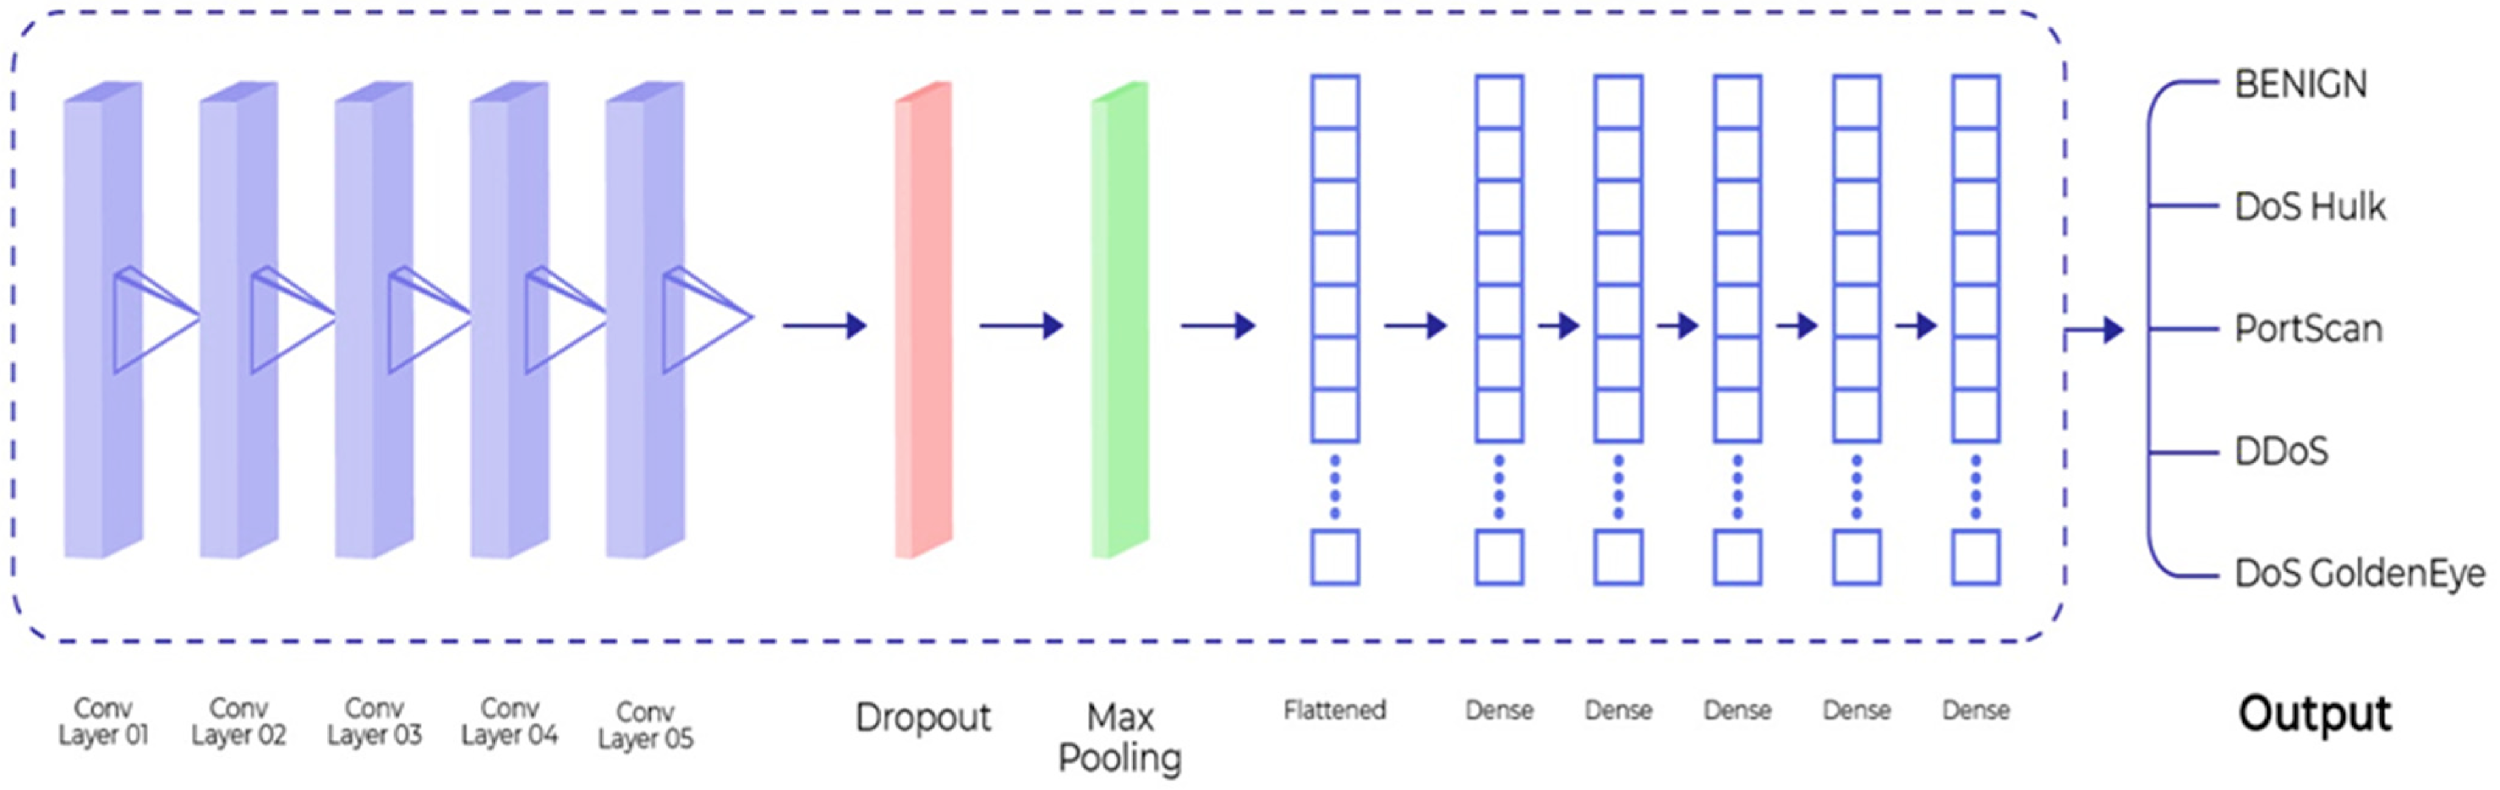 BENIGN
DoS Hulk
PortScan
DDoS
DoS GoldenEye
Conv
Layer 01
Conv
Layer 02
Conv
Layer 03
Conv
Layer 04
Conv
Layer 05
Dropout
Max
Pooling
Flattened
Dense
Dense
Dense
Dense
Dense
Output